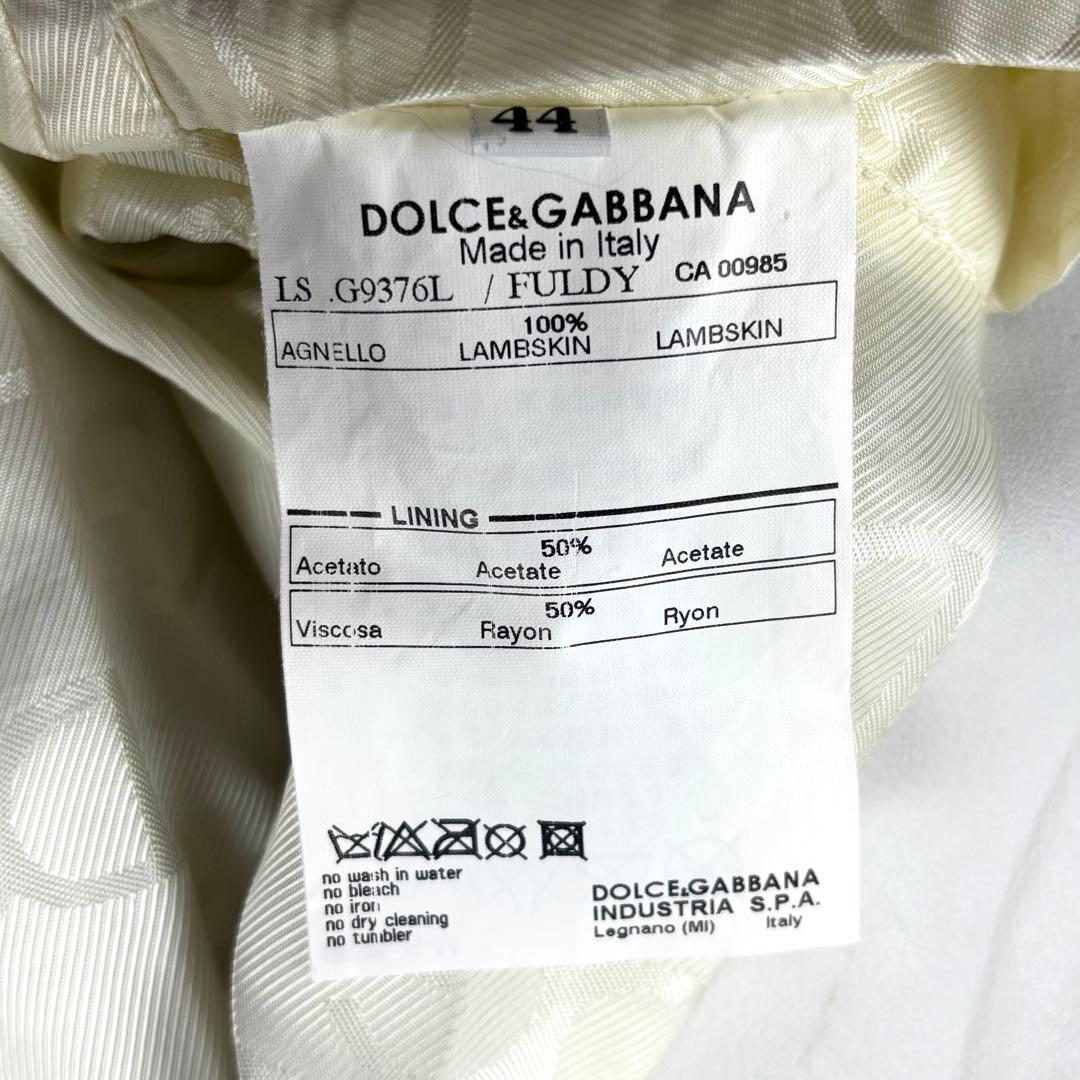 44
DOLCE&GABBANA
Made in Italy
LS .G9376L / FULDY CA 00985
100%
AGNELLO LAMBSKIN LAMBSKIN
LINING
50%
Acetato Acetate Acetate
50%
Viscosa Rayon Ryon
no wash in water
no bleach
no iron
no dry cleaning
no tumbler
DOLCE&GABBANA
INDUSTRIA S.P.A.
Legnano (MI) Italy